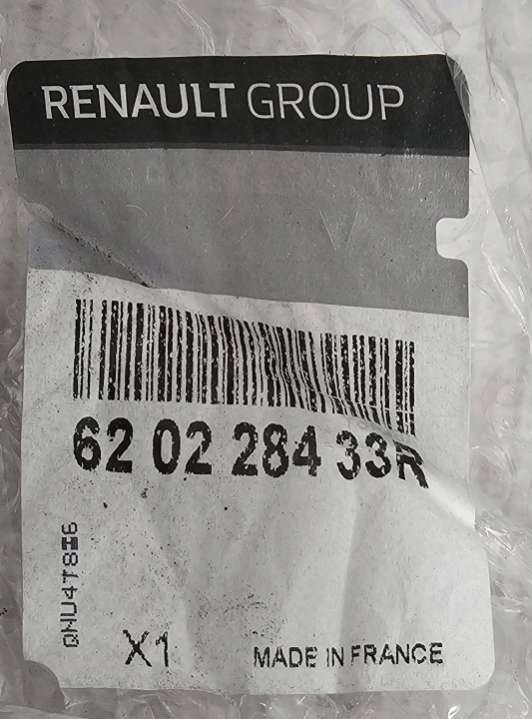 RENAULT GROUP
62 02 284 33R
X1
MADE IN FRANCE